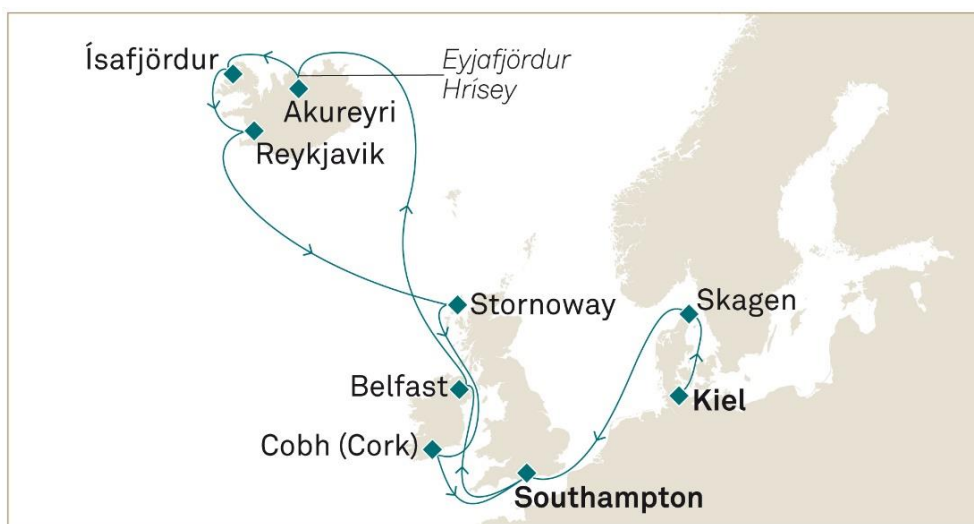 Ísafjördur
Eyjafjördur
Hrísey
Akureyri
Reykjavik
Stornoway
Skagen
Belfast
Kiel
Cobh (Cork)
Southampton